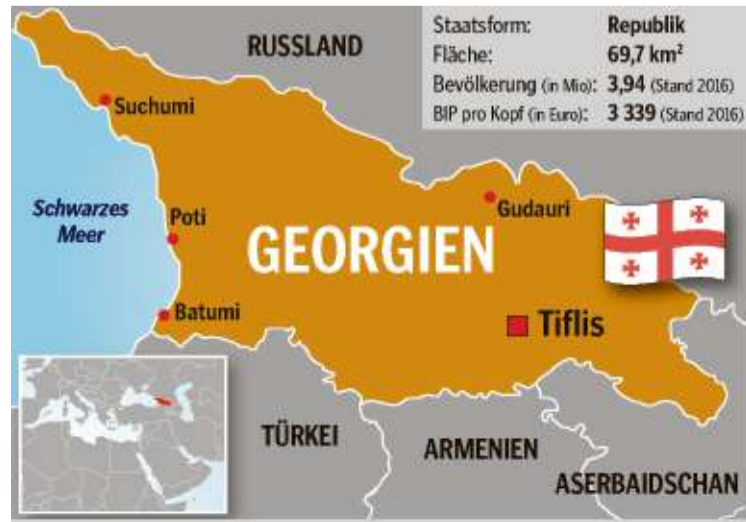 Staatsform: Republik
Fläche: 69,7 km²
Bevölkerung (in Mio): 3,94 (Stand 2016)
BIP pro Kopf (in Euro): 3 339 (Stand 2016)
RUSSLAND
Suchumi
Schwarzes
Meer
Poti
Gudauri
GEORGIEN
Batumi
Tiflis
TÜRKEI
ARMENIEN
ASERBAIDSCHAN